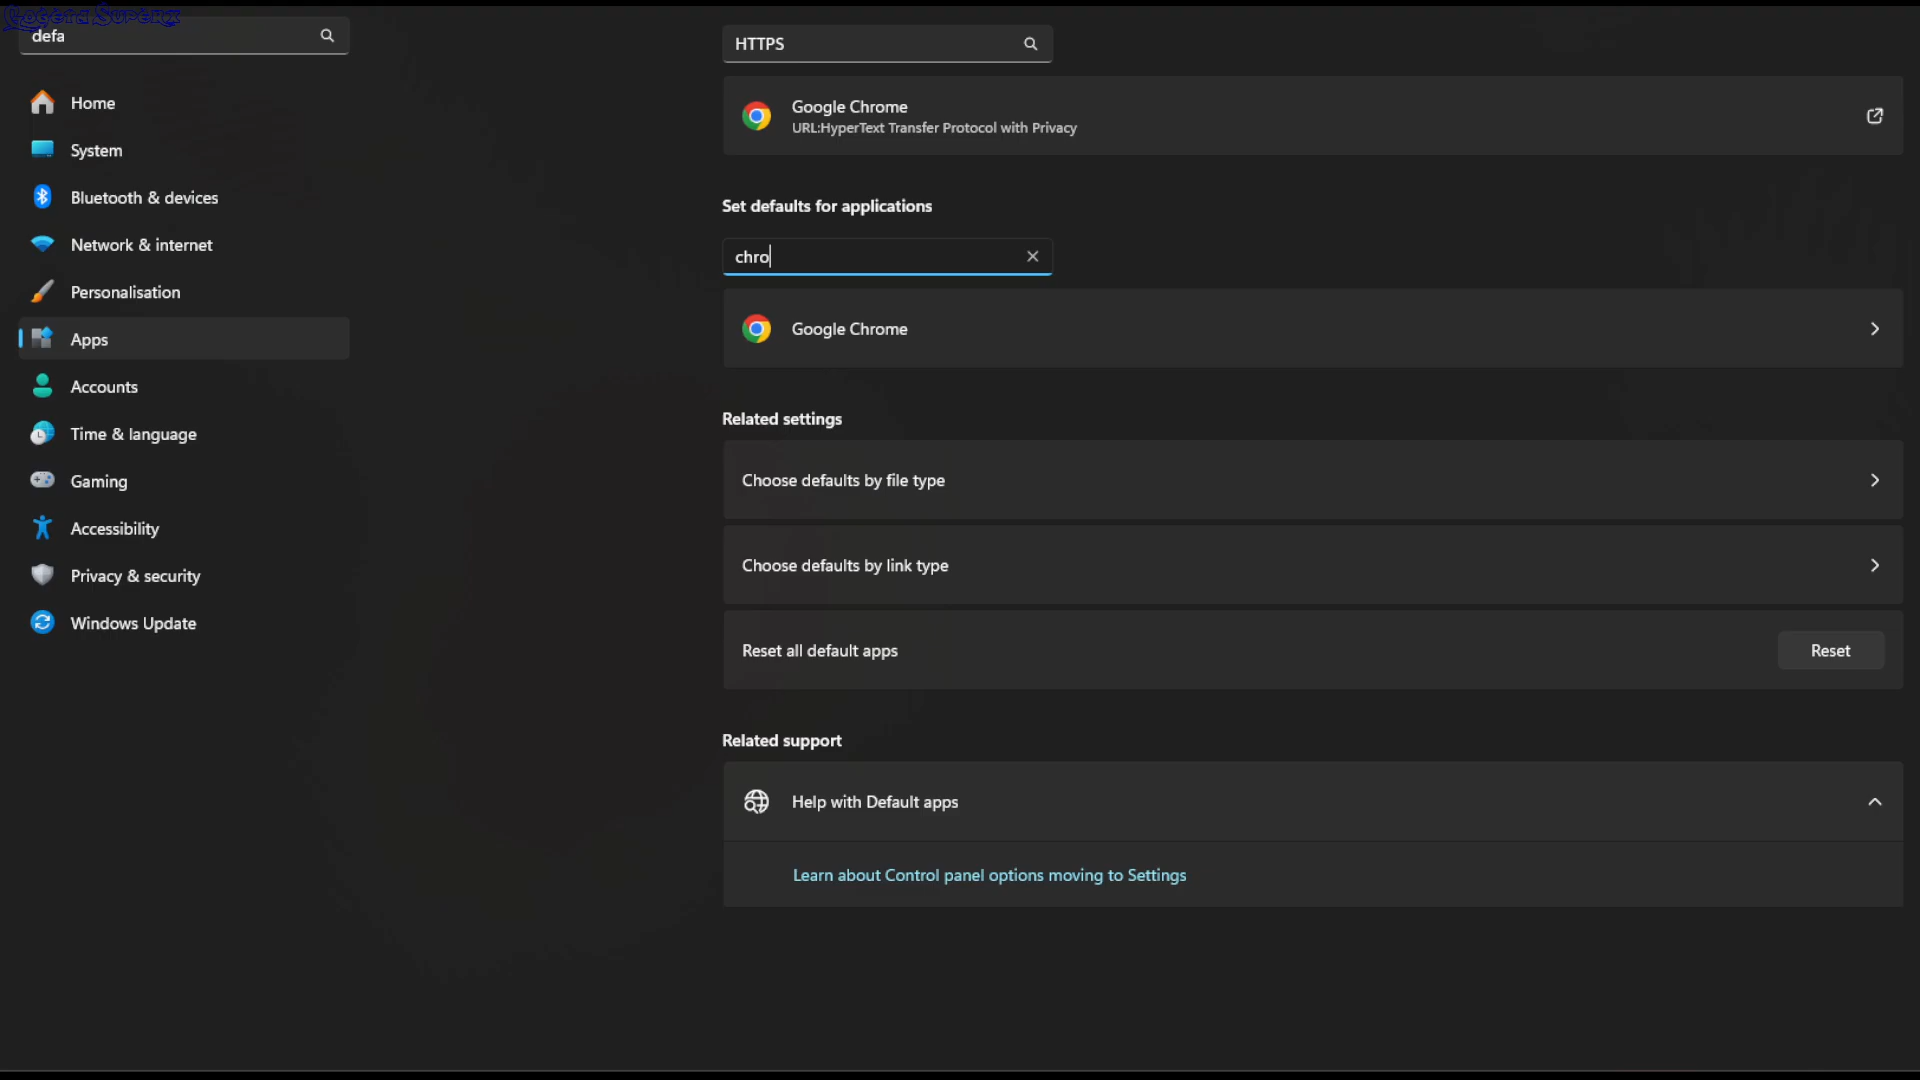 Logera Superx
defa
HTTPS
Home
System
Bluetooth & devices
Network & internet
Personalisation
Apps
Accounts
Time & language
Gaming
Accessibility
Privacy & security
Windows Update
Google Chrome
URL:HyperText Transfer Protocol with Privacy
Set defaults for applications
chro
Google Chrome
Related settings
Choose defaults by file type
Choose defaults by link type
Reset all default apps
Reset
Related support
Help with Default apps
Learn about Control panel options moving to Settings